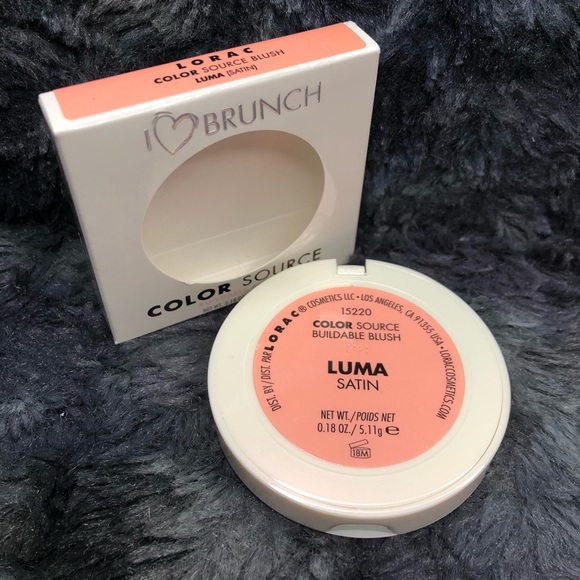 LORAC
COLOR SOURCE BLUSH
LUMA (SATIN)
I BRUNCH
COLOR SOURCE
DIST. BY/DIST. PAR LORAC® COSMETICS LLC • LOS ANGELES, CA 91355 USA • LORACCOSMETICS.COM
15220
COLOR SOURCE
BUILDABLE BLUSH
LUMA
SATIN
NET WT./POIDS NET
0.18 OZ./ 5.11g e
18M